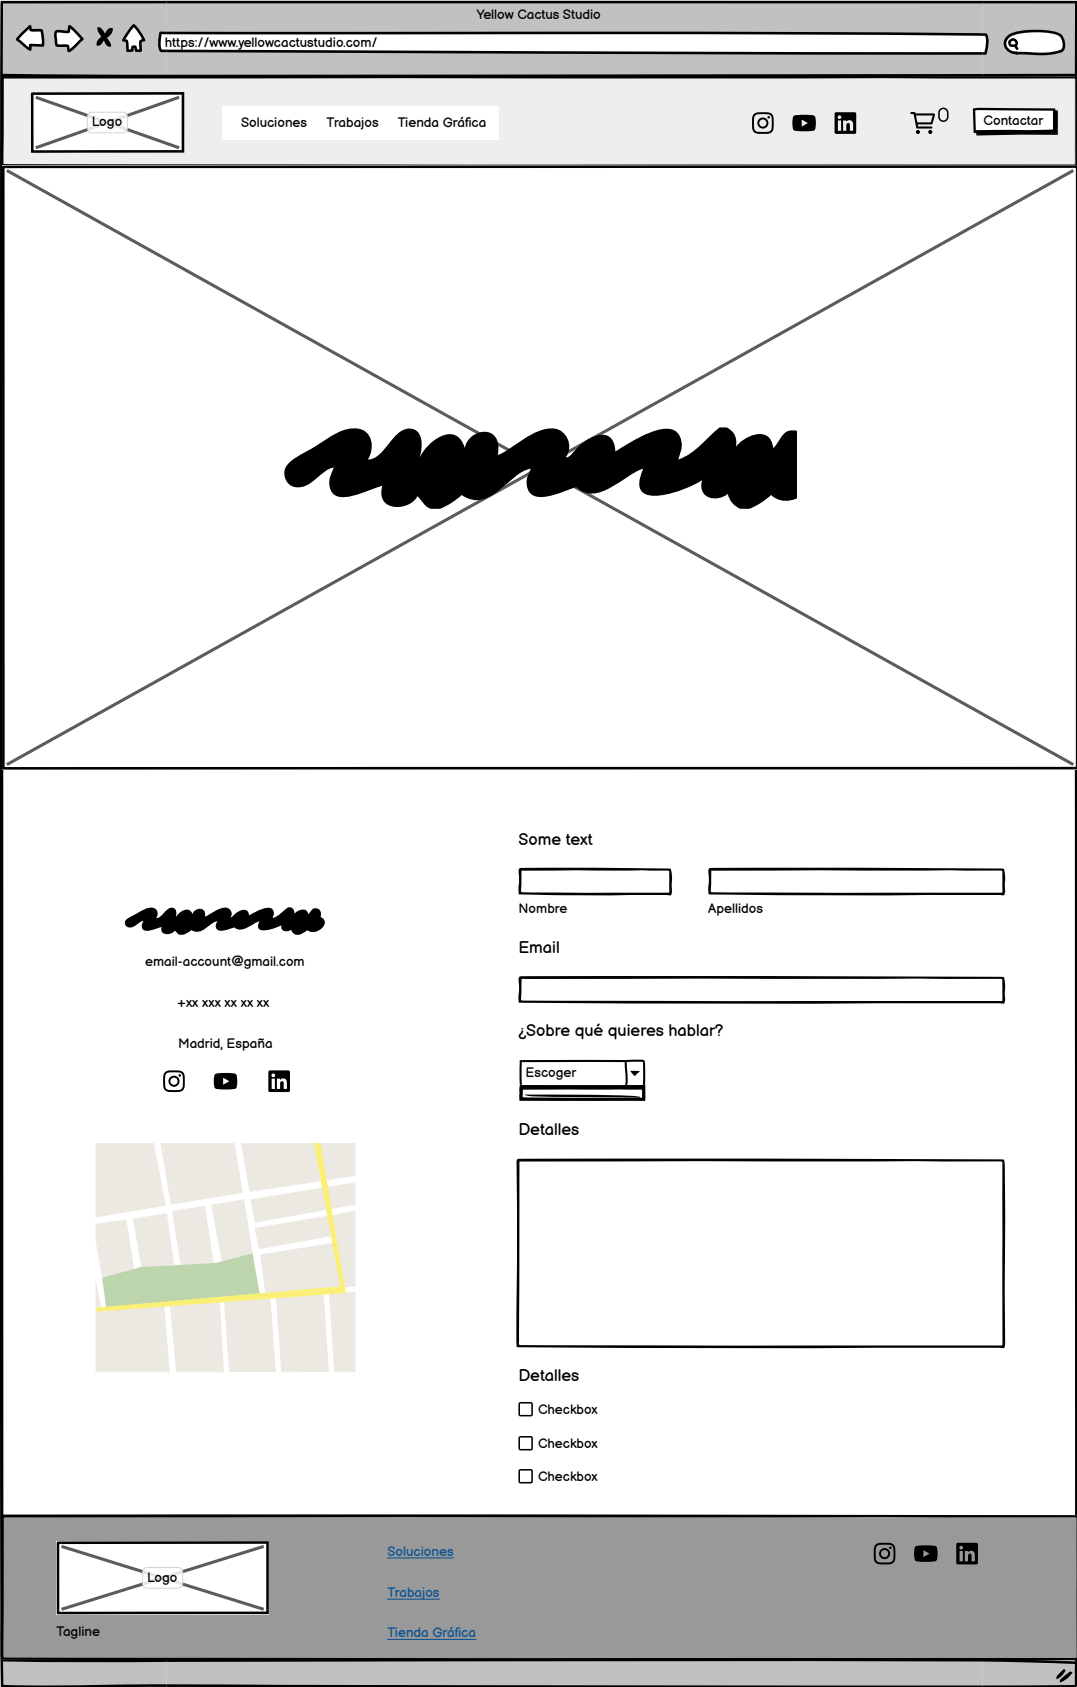 Yellow Cactus Studio
https://www.yellowcactustudio.com/
Logo
Soluciones Trabajos Tienda Gráfica
0
Contactar
Some text
Nombre
Apellidos
email-account@gmail.com
Email
+xx xxx xx xx xx
¿Sobre qué quieres hablar?
Madrid, España
Escoger
Detalles
Detalles
Checkbox
Checkbox
Checkbox
Logo
Tagline
Soluciones
Trabajos
Tienda Gráfica